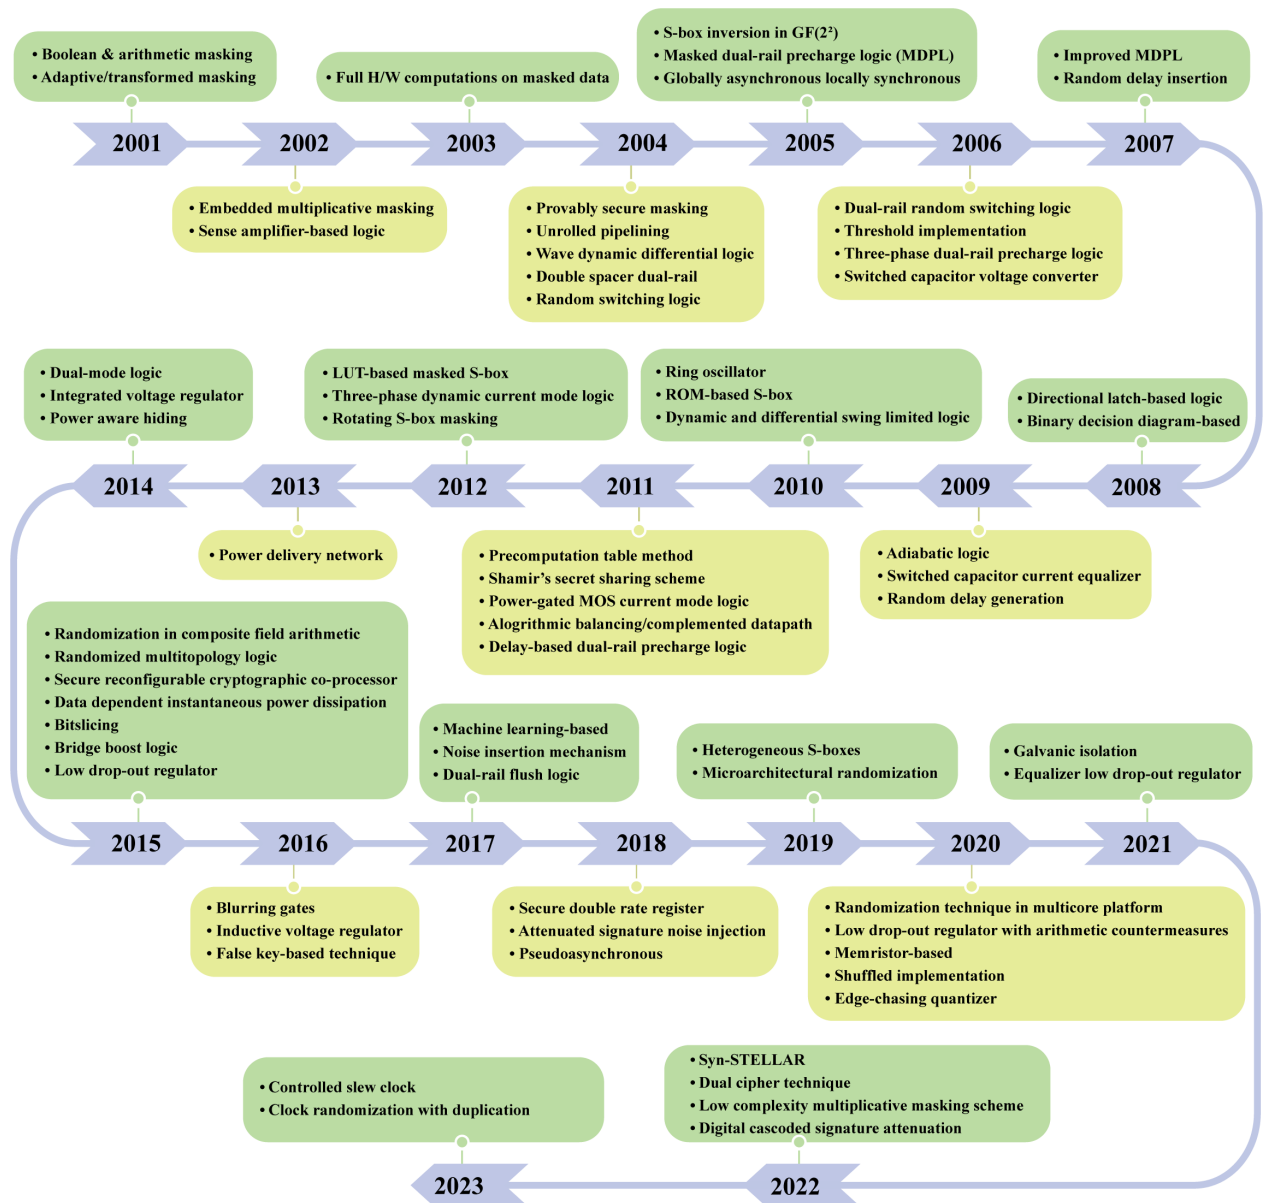 • Boolean & arithmetic masking
• Adaptive/transformed masking
• Full H/W computations on masked data
• S-box inversion in GF(2²)
• Masked dual-rail precharge logic (MDPL)
• Globally asynchronous locally synchronous
• Improved MDPL
• Random delay insertion
2001
2002
2003
2004
2005
2006
2007
• Embedded multiplicative masking
• Sense amplifier-based logic
• Provably secure masking
• Unrolled pipelining
• Wave dynamic differential logic
• Double spacer dual-rail
• Random switching logic
• Dual-rail random switching logic
• Threshold implementation
• Three-phase dual-rail precharge logic
• Switched capacitor voltage converter
• Dual-mode logic
• Integrated voltage regulator
• Power aware hiding
• LUT-based masked S-box
• Three-phase dynamic current mode logic
• Rotating S-box masking
• Ring oscillator
• ROM-based S-box
• Dynamic and differential swing limited logic
• Directional latch-based logic
• Binary decision diagram-based
2014
2013
2012
2011
2010
2009
2008
• Power delivery network
• Precomputation table method
• Shamir's secret sharing scheme
• Power-gated MOS current mode logic
• Alogrithmic balancing/complemented datapath
• Delay-based dual-rail precharge logic
• Adiabatic logic
• Switched capacitor current equalizer
• Random delay generation
• Randomization in composite field arithmetic
• Randomized multitopology logic
• Secure reconfigurable cryptographic co-processor
• Data dependent instantaneous power dissipation
• Bitslicing
• Bridge boost logic
• Low drop-out regulator
• Machine learning-based
• Noise insertion mechanism
• Dual-rail flush logic
• Heterogeneous S-boxes
• Microarchitectural randomization
• Galvanic isolation
• Equalizer low drop-out regulator
2015
2016
2017
2018
2019
2020
2021
• Blurring gates
• Inductive voltage regulator
• False key-based technique
• Secure double rate register
• Attenuated signature noise injection
• Pseudoasynchronous
• Randomization technique in multicore platform
• Low drop-out regulator with arithmetic countermeasures
• Memristor-based
• Shuffled implementation
• Edge-chasing quantizer
• Controlled slew clock
• Clock randomization with duplication
• Syn-STELLAR
• Dual cipher technique
• Low complexity multiplicative masking scheme
• Digital cascoded signature attenuation
2023
2022